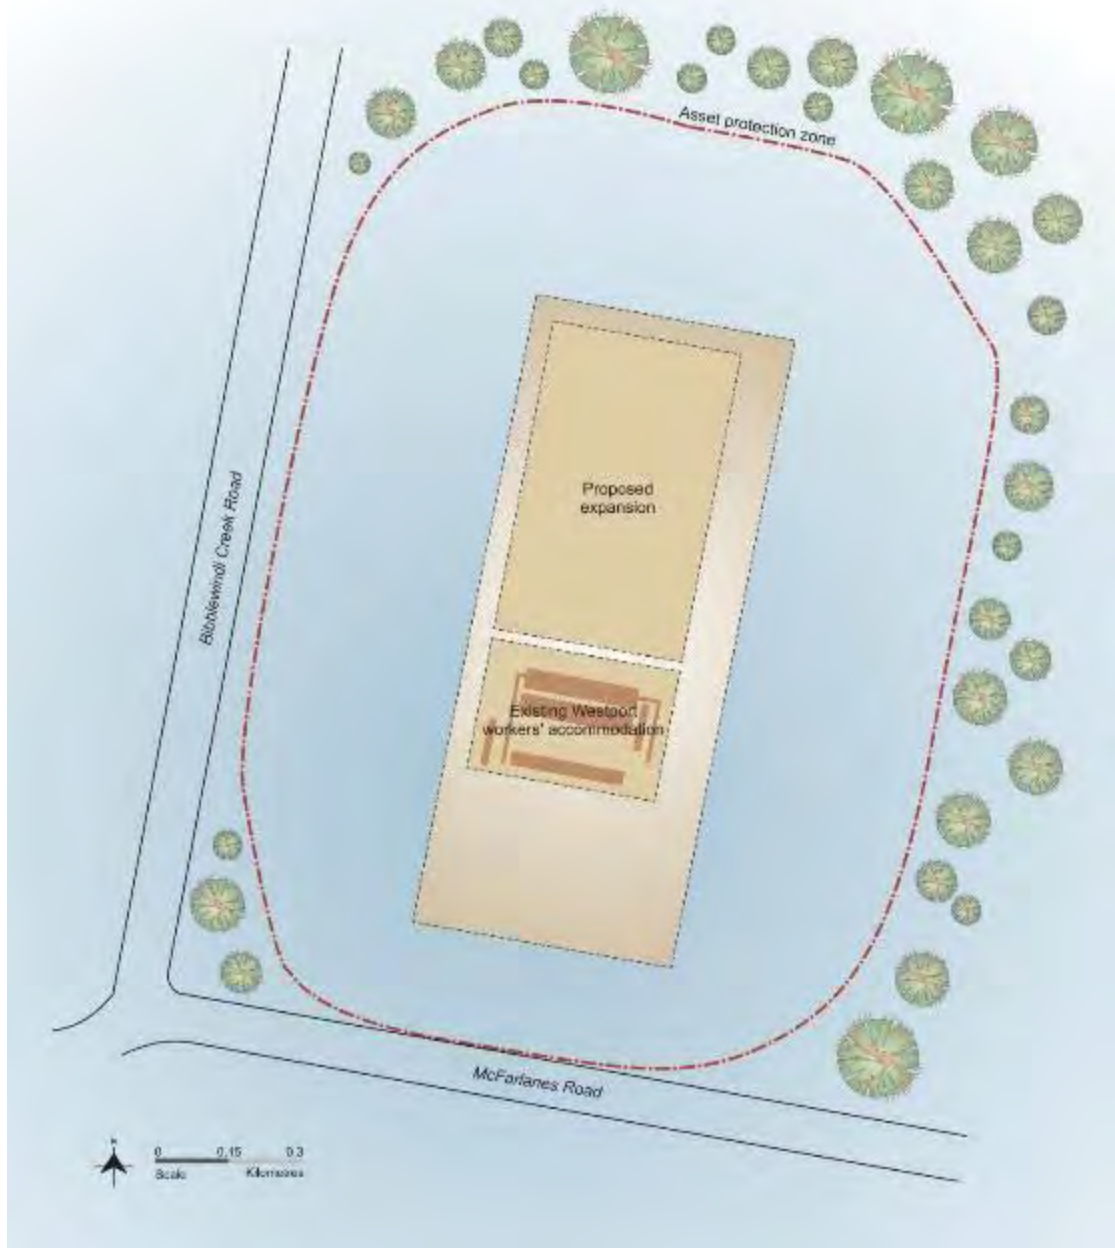 Asset protection zone
Bibblewindi Creek Road
Proposed
expansion
Existing Westport
workers' accommodation
McFarlanes Road
N
0 0.15 0.3
Scale Kilometres